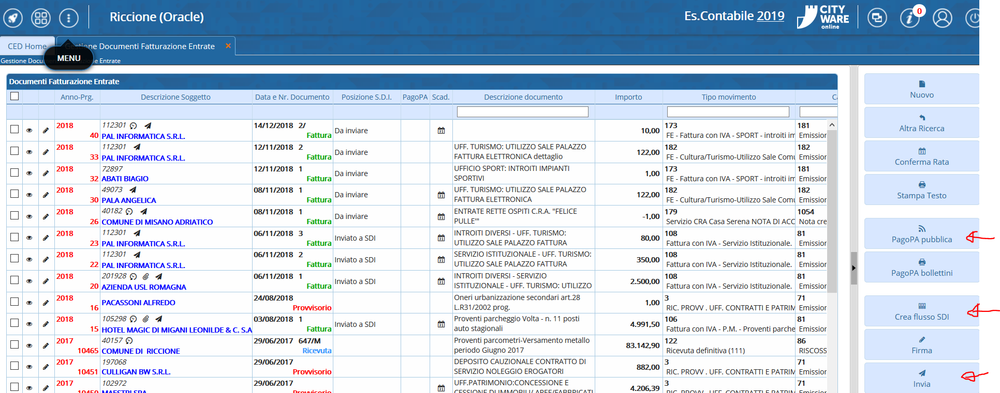 Riccione (Oracle)
Es.Contabile 2019
CITY
WARE
online
0
CED Home
Gestione Documenti Fatturazione Entrate
MENU
Entrate
Documenti Fatturazione Entrate
Anno-Prg. Descrizione Soggetto Data e Nr. Documento Posizione S.D.I. PagoPA Scad. Descrizione documento Importo Tipo movimento
2018 112301 14/12/2018 2/ 173 181
40 PAL INFORMATICA S.R.L. Fattura Da inviare 10,00 FE - Fattura con IVA - SPORT - introiti im Emission
2018 112301 12/11/2018 2 UFF. TURISMO: UTILIZZO SALE PALAZZO 182 182
33 PAL INFORMATICA S.R.L. Fattura Da inviare FATTURA ELETTRONICA dettaglio 122,00 FE - Cultura/Turismo-Utilizzo Sale Comu Emission
2018 72897 12/11/2018 1 UFFICIO SPORT: INTROITI IMPIANTI 173 181
32 ABATI BIAGIO Fattura Da inviare SPORTIVI 1,00 FE - Fattura con IVA - SPORT - introiti im Emission
2018 49073 08/11/2018 1 UFF. TURISMO: UTILIZZO SALE PALAZZO 182 182
30 PALA ANGELICA Fattura Da inviare FATTURA ELETTRONICA 122,00 FE - Cultura/Turismo-Utilizzo Sale Comu Emission
2018 40182 08/11/2018 1 ENTRATE RETTE OSPITI C.R.A. "FELICE 179 1054
26 COMUNE DI MISANO ADRIATICO Fattura Da inviare PULLE'" -1,00 Servizio CRA Casa Serena NOTA DI ACC Nota cre
2018 112301 06/11/2018 3 INTROITI DIVERSI - UFF. TURISMO: 108 81
23 PAL INFORMATICA S.R.L. Fattura Inviato a SDI UTILIZZO SALE PALAZZO FATTURA 80,00 Fattura con IVA - Servizio Istituzionale. Emission
2018 112301 06/11/2018 2 SERVIZIO ISTITUZIONALE - UFF. TURISMO: 108 81
22 PAL INFORMATICA S.R.L. Fattura Inviato a SDI UTILIZZO SALE PALAZZO FATTURA 350,00 Fattura con IVA - Servizio Istituzionale. Emission
2018 201928 06/11/2018 1 INTROITI DIVERSI - SERVIZIO 108 81
20 AZIENDA USL ROMAGNA Fattura Inviato a SDI ISTITUZIONALE - UFF. TURISMO: UTILIZZO 2.500,00 Fattura con IVA - Servizio Istituzionale. Emission
2018 24/08/2018 Oneri urbanizzazione secondari art.28 3 71
16 PACASSONI ALFREDO Provvisorio L.R31/2002 prog. 1,00 RIC. PROVV . UFF. CONTRATTI E PATRIM Emission
2018 105298 03/08/2018 1 Proventi parcheggio Volta - n. 11 posti 106 81
15 HOTEL MAGIC DI MIGANI LEONILDE & C. S.A Fattura Inviato a SDI auto stagionali 4.991,50 Fattura con IVA - P.M. - Proventi parche Emission
2017 40157 29/06/2017 647/M Proventi parcometri-Versamento metallo 122 86
10465 COMUNE DI RICCIONE Ricevuta periodo Giugno 2017 83.142,90 Ricevuta definitiva (111) RISCOSS
2017 197068 29/06/2017 DEPOSITO CAUZIONALE CONTRATTO DI 3 71
10451 CULLIGAN BW S.R.L. Provvisorio SERVIZIO NOLEGGIO EROGATORI 882,00 RIC. PROVV . UFF. CONTRATTI E PATRIM Emission
2017 102972 29/06/2017 UFF.PATRIMONIO:CONCESSIONE E 3 71
4.206,39
Nuovo
Altra Ricerca
Conferma Rata
Stampa Testo
PagoPA pubblica
PagoPA bollettini
Crea flusso SDI
Firma
Invia